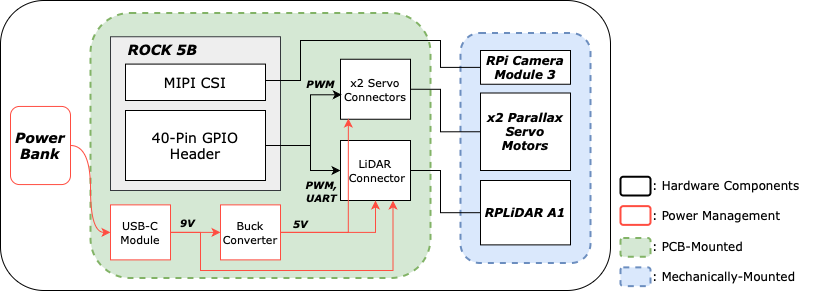 ROCK 5B
MIPI CSI
40-Pin GPIO
Header
PWM
PWM,
UART
x2 Servo
Connectors
LiDAR
Connector
Power
Bank
USB-C
Module
9V
Buck
Converter
5V
RPi Camera
Module 3
x2 Parallax
Servo
Motors
RPLiDAR A1
: Hardware Components
: Power Management
: PCB-Mounted
: Mechanically-Mounted